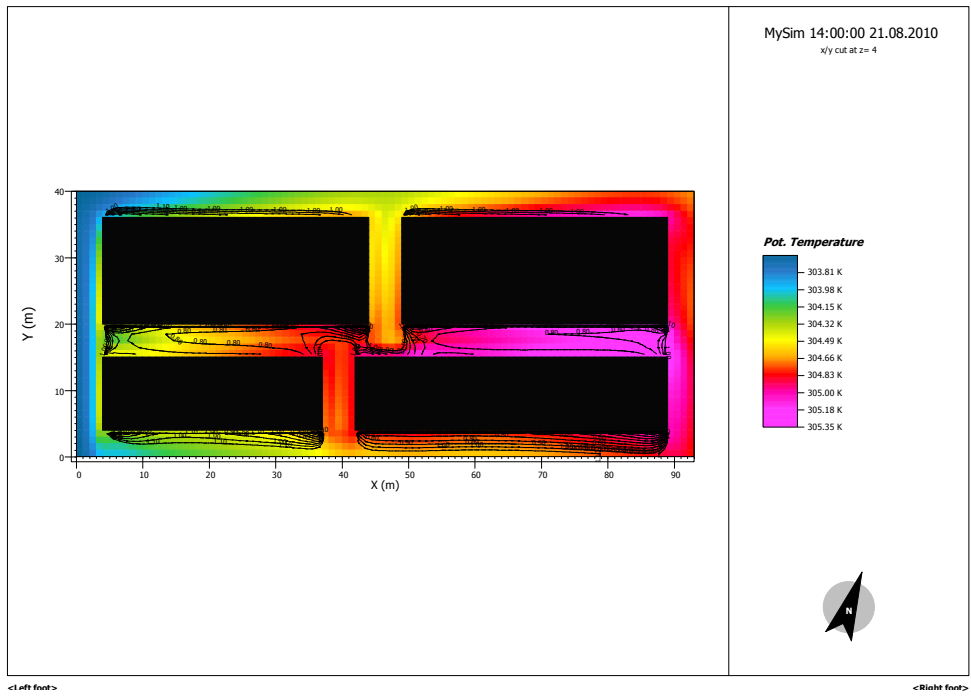 MySim 14:00:00 21.08.2010
x/y cut at z= 4
40
30
20
10
0
Y (m)
0 10 20 30 40 50 60 70 80 90
X (m)
Pot. Temperature
303.81 K
303.98 K
304.15 K
304.32 K
304.49 K
304.66 K
304.83 K
305.00 K
305.18 K
305.35 K
N
<Left foot>
<Right foot>